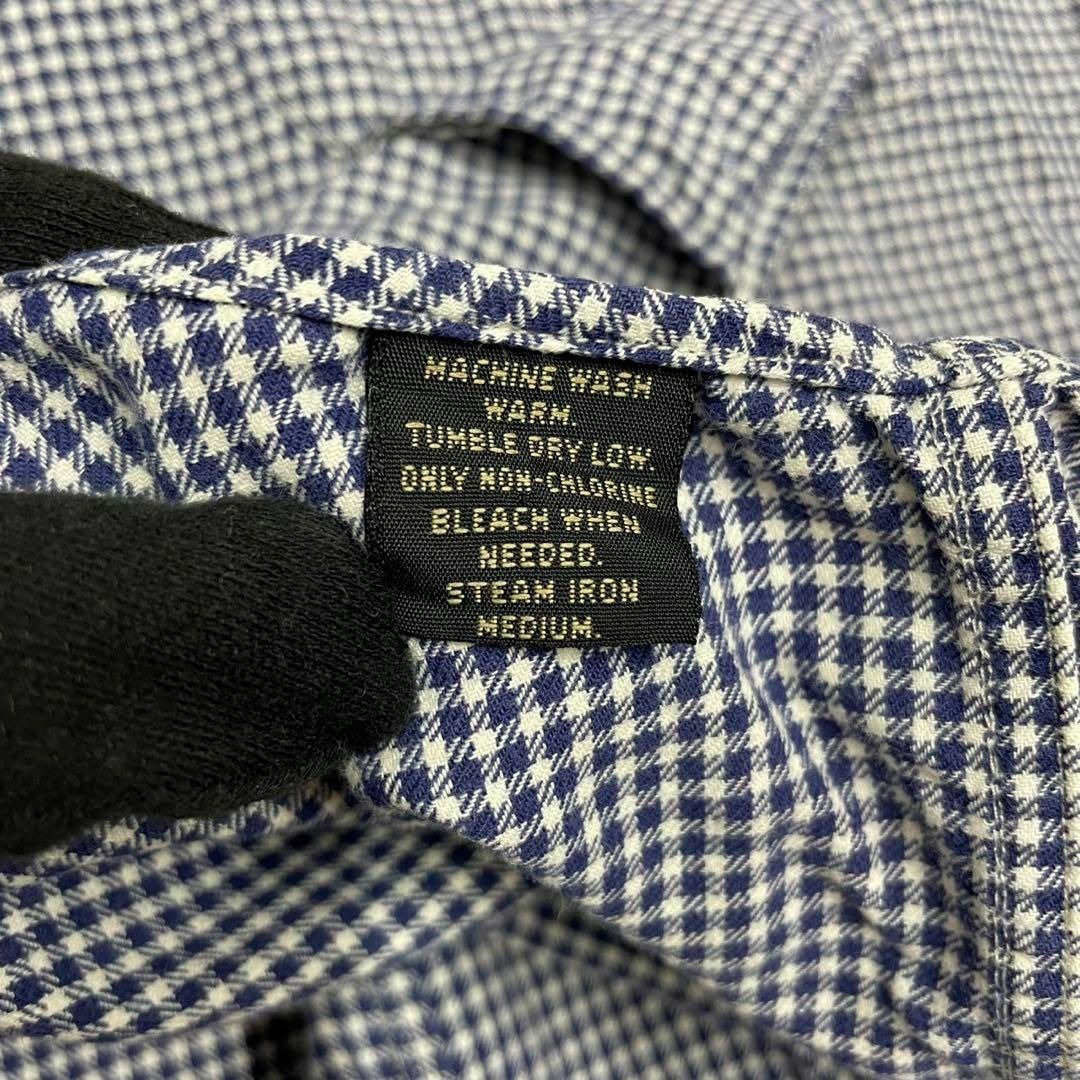 MACHINE WASH
WARM.
TUMBLE DRY LOW.
ONLY NON-CHLORINE
BLEACH WHEN
NEEDED.
STEAM IRON
MEDIUM.